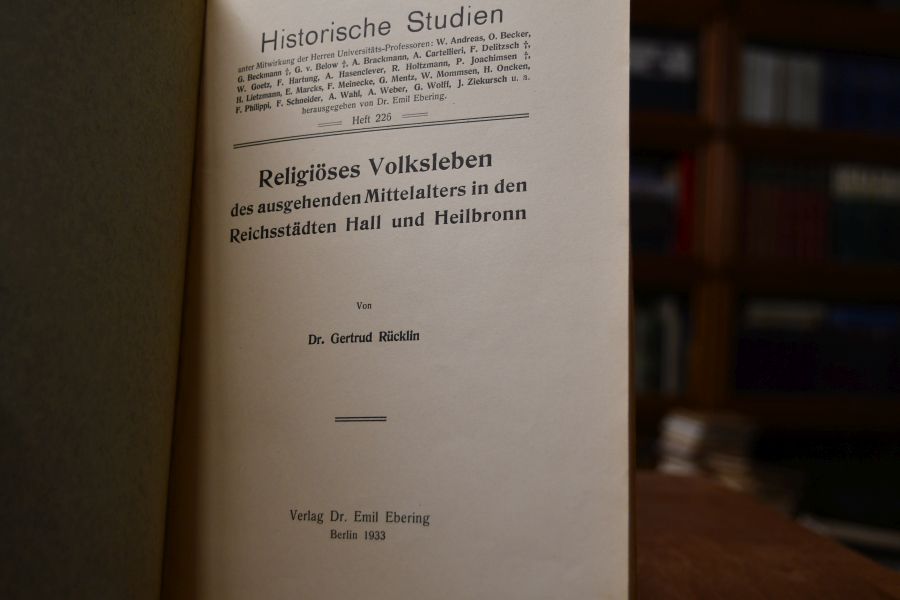 Historische Studien
unter Mitwirkung der Herren Universitäts-Professoren: W. Andreas, O. Becker,
G. Beckmann †, G. v. Below †, A. Brackmann, A. Cartellieri, F. Delitzsch †,
W. Goetz, F. Hartung, A. Hasenclever, R. Holtzmann, P. Joachimsen †,
H. Lietzmann, E. Marcks, F. Meinecke, G. Mentz, W. Mommsen, H. Oncken,
F. Philippi, F. Schneider, A. Wahl, A. Weber, G. Wolff, J. Ziekursch u. a.
herausgegeben von Dr. Emil Ebering.
Heft 226
Religiöses Volksleben
des ausgehenden Mittelalters in den
Reichsstädten Hall und Heilbronn
Von
Dr. Gertrud Rücklin
Verlag Dr. Emil Ebering
Berlin 1933